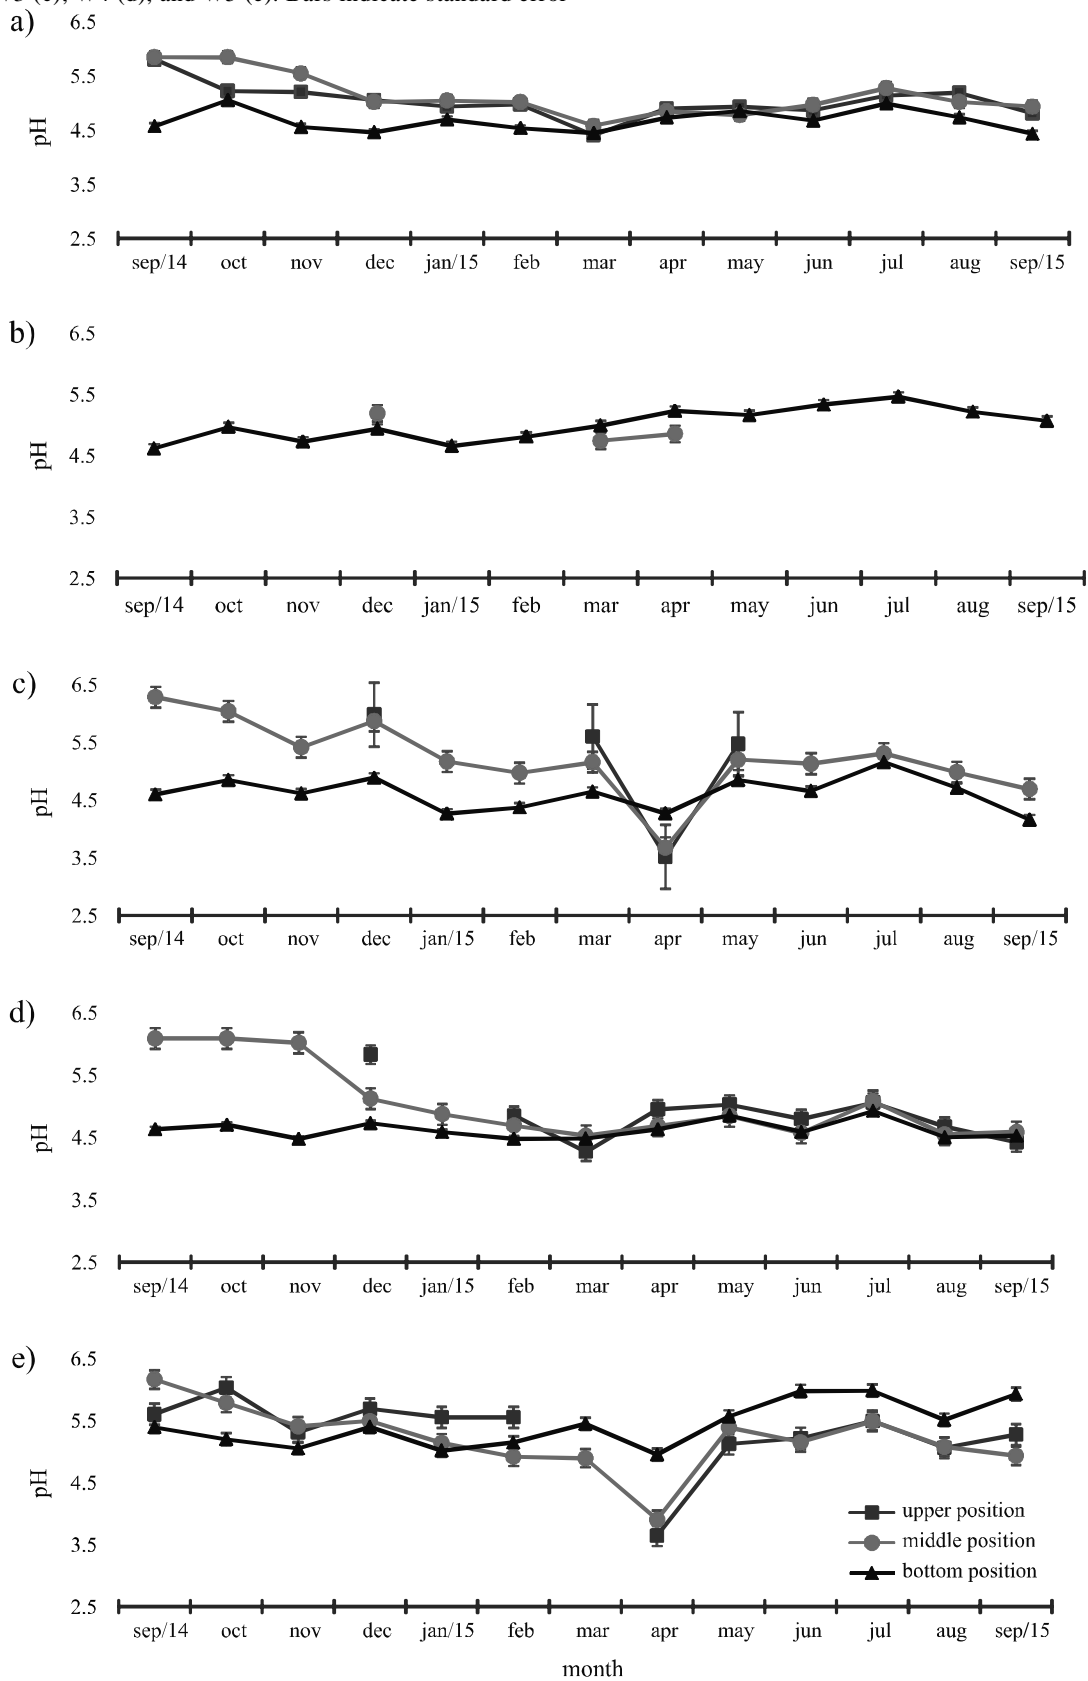 (d), and
Bars indicate standard error
a)
6.5
5.5
4.5
3.5
2.5
pH
sep/14 oct nov dec jan/15 feb mar apr may jun jul aug sep/15
b)
6.5
5.5
4.5
3.5
2.5
pH
sep/14 oct nov dec jan/15 feb mar apr may jun jul aug sep/15
c)
6.5
5.5
4.5
3.5
2.5
pH
sep/14 oct nov dec jan/15 feb mar apr may jun jul aug sep/15
d)
6.5
5.5
4.5
3.5
2.5
pH
sep/14 oct nov dec jan/15 feb mar apr may jun jul aug sep/15
e)
6.5
5.5
4.5
3.5
2.5
pH
upper position
middle position
bottom position
sep/14 oct nov dec jan/15 feb mar apr may jun jul aug sep/15
month